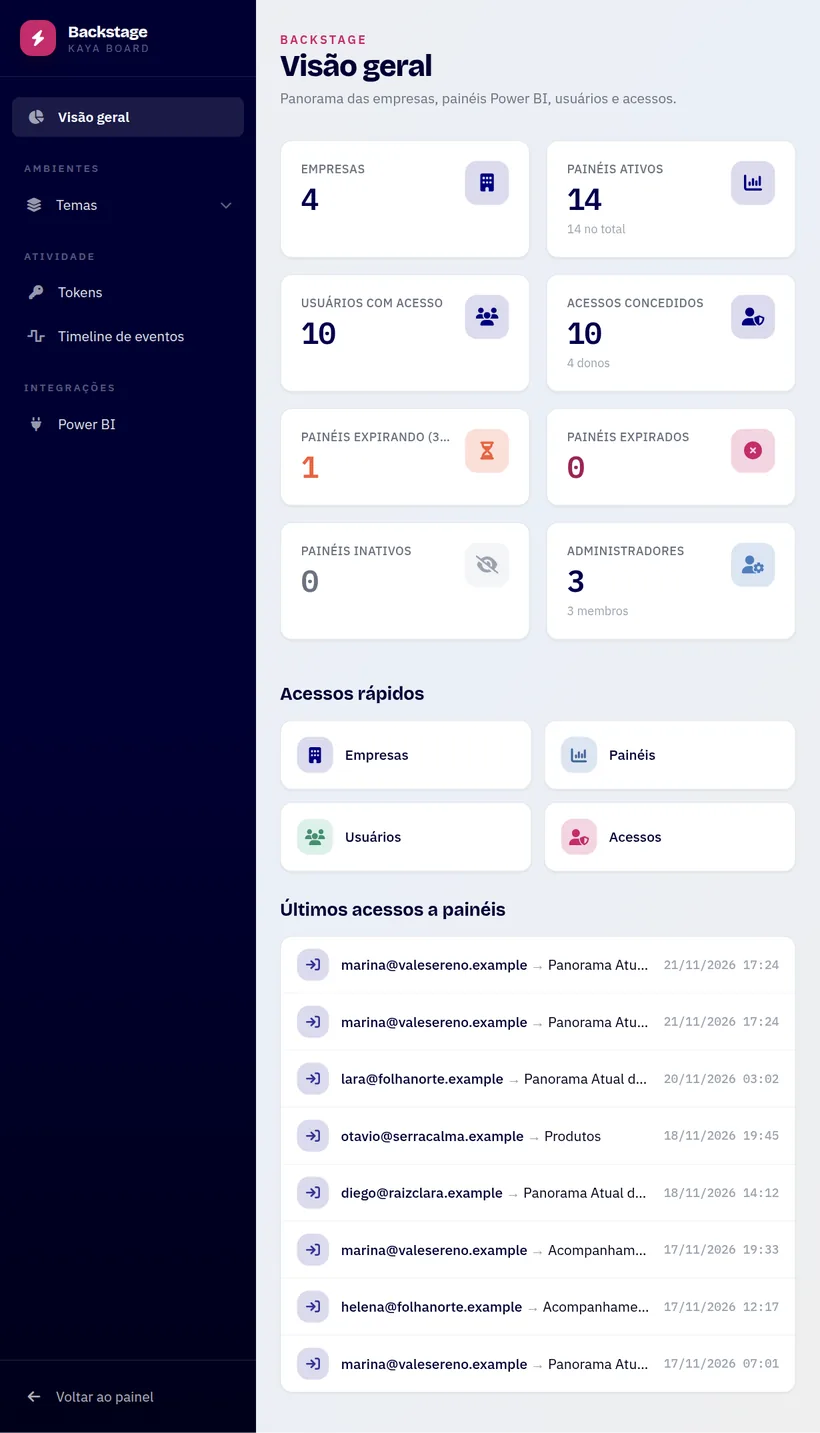 Backstage
KAYA BOARD
Visão geral
AMBIENTES
Temas
ATIVIDADE
Tokens
Timeline de eventos
INTEGRAÇÕES
Power BI
Voltar ao painel
BACKSTAGE
Visão geral
Panorama das empresas, painéis Power BI, usuários e acessos.
EMPRESAS
4
PAINÉIS ATIVOS
14
14 no total
USUÁRIOS COM ACESSO
10
ACESSOS CONCEDIDOS
10
4 donos
PAINÉIS EXPIRANDO (3...
1
PAINÉIS EXPIRADOS
0
PAINÉIS INATIVOS
0
ADMINISTRADORES
3
3 membros
Acessos rápidos
Empresas
Painéis
Usuários
Acessos
Últimos acessos a painéis
marina@valesereno.example → Panorama Atu... 21/11/2026 17:24
marina@valesereno.example → Panorama Atu... 21/11/2026 17:24
lara@folhanorte.example → Panorama Atual d... 20/11/2026 03:02
otavio@serracalma.example → Produtos 18/11/2026 19:45
diego@raizclara.example → Panorama Atual d... 18/11/2026 14:12
marina@valesereno.example → Acompanham... 17/11/2026 19:33
helena@folhanorte.example → Acompanhame... 17/11/2026 12:17
marina@valesereno.example → Panorama Atu... 17/11/2026 07:01